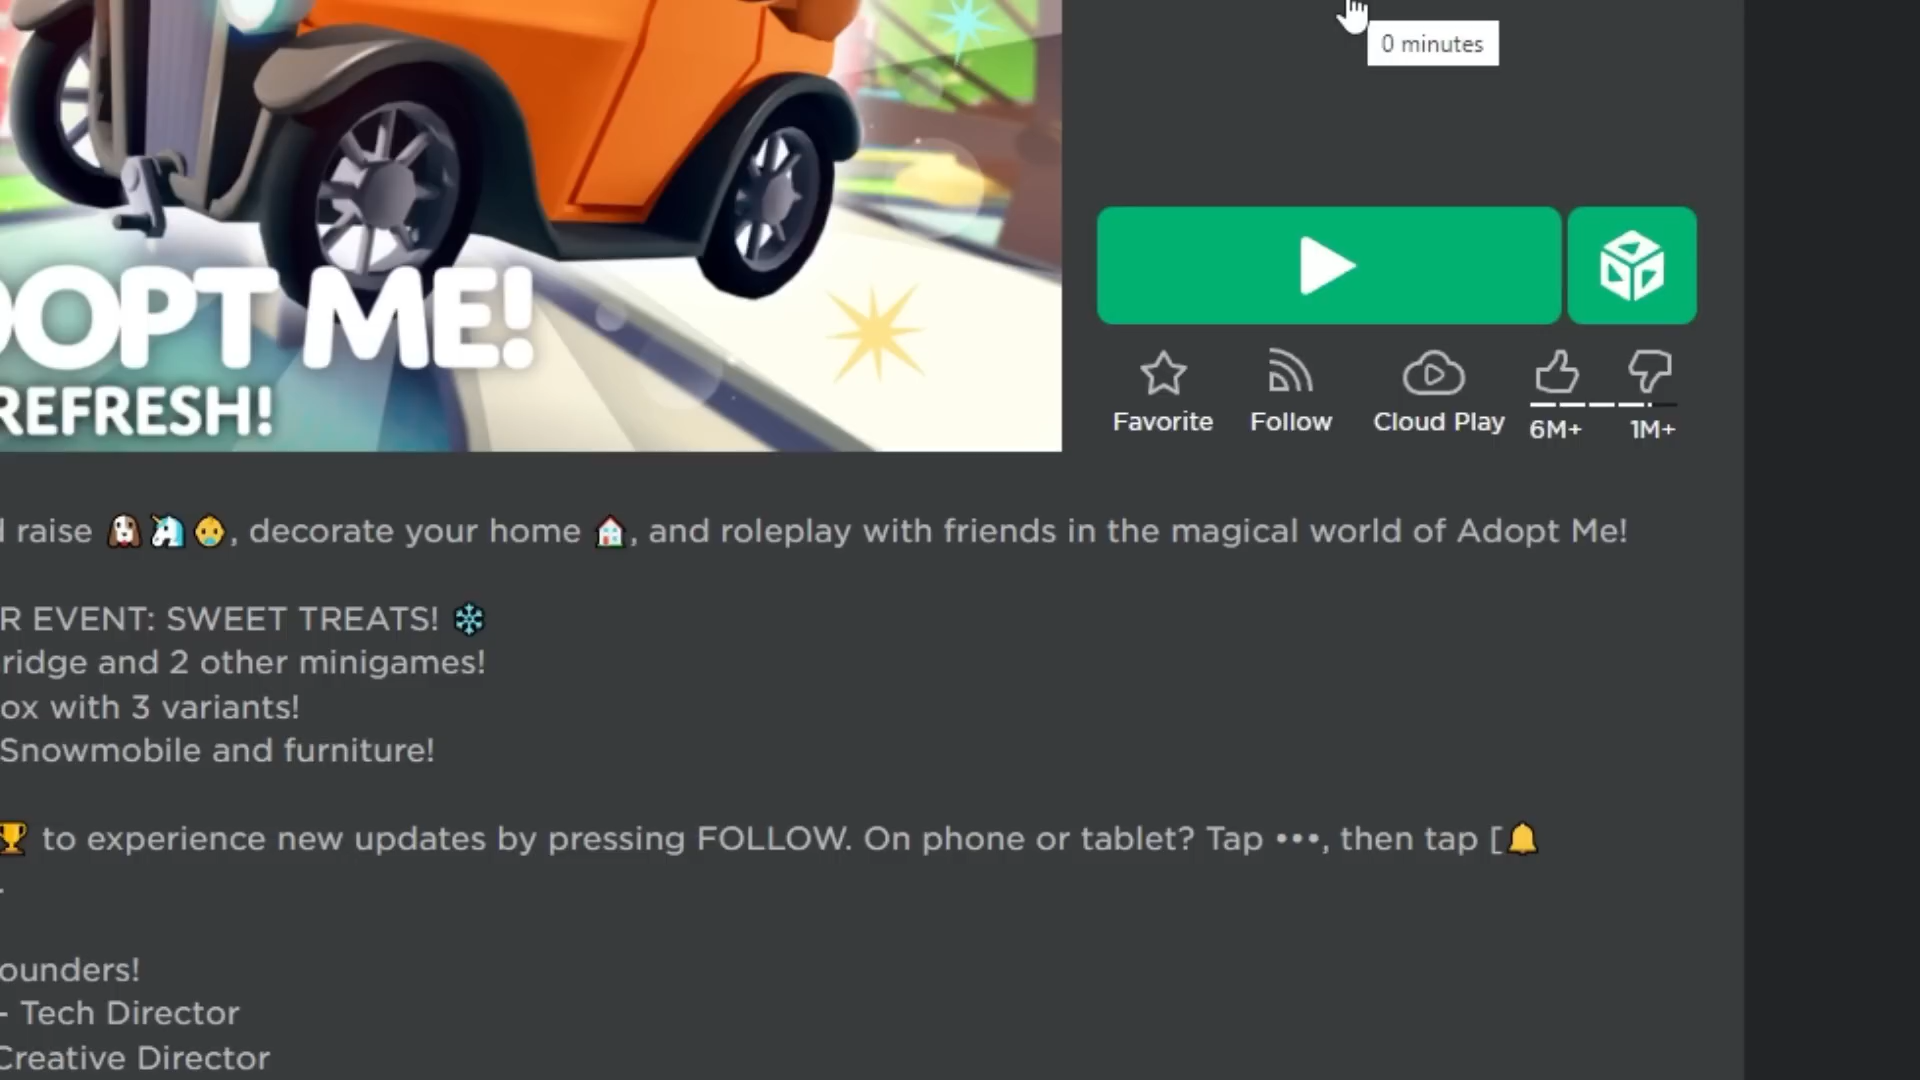 0 minutes
OPT ME!
REFRESH!
Favorite
Follow
Cloud Play
6M+
1M+
raise 🐶🦄👶, decorate your home 🏠, and roleplay with friends in the magical world of Adopt Me!
R EVENT: SWEET TREATS! ❄️
ridge and 2 other minigames!
ox with 3 variants!
Snowmobile and furniture!
🏆 to experience new updates by pressing FOLLOW. On phone or tablet? Tap •••, then tap [🔔
ounders!
- Tech Director
Creative Director